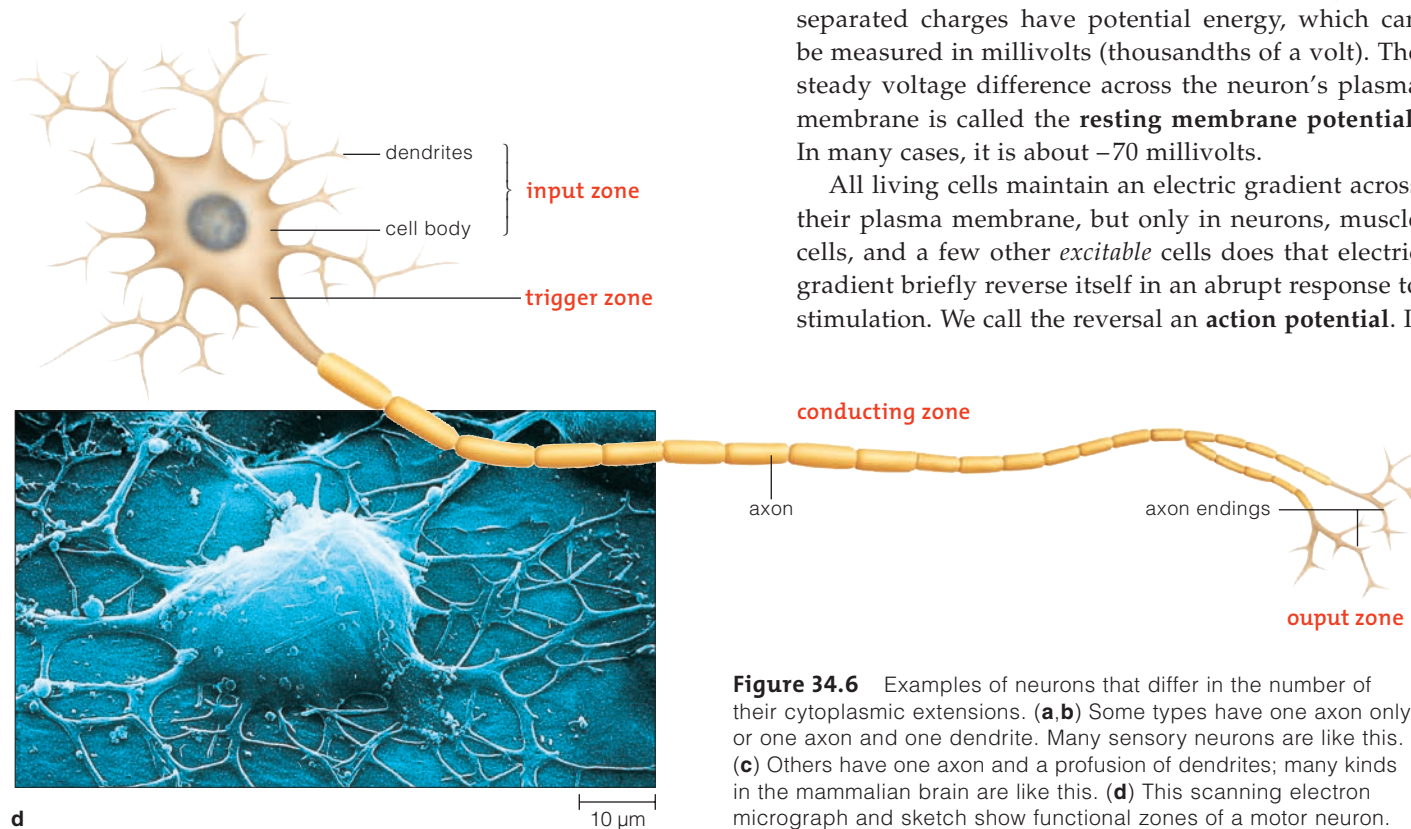 separated charges have potential energy, which can
be measured in millivolts (thousandths of a volt). The
steady voltage difference across the neuron’s plasma
membrane is called the resting membrane potential.
In many cases, it is about –70 millivolts.
All living cells maintain an electric gradient across
their plasma membrane, but only in neurons, muscle
cells, and a few other excitable cells does that electric
gradient briefly reverse itself in an abrupt response to
stimulation. We call the reversal an action potential. I
dendrites
input zone
cell body
trigger zone
conducting zone
axon
axon endings
ouput zone
Figure 34.6 Examples of neurons that differ in the number of
their cytoplasmic extensions. (a,b) Some types have one axon only
or one axon and one dendrite. Many sensory neurons are like this.
(c) Others have one axon and a profusion of dendrites; many kinds
in the mammalian brain are like this. (d) This scanning electron
micrograph and sketch show functional zones of a motor neuron.
d
10 µm